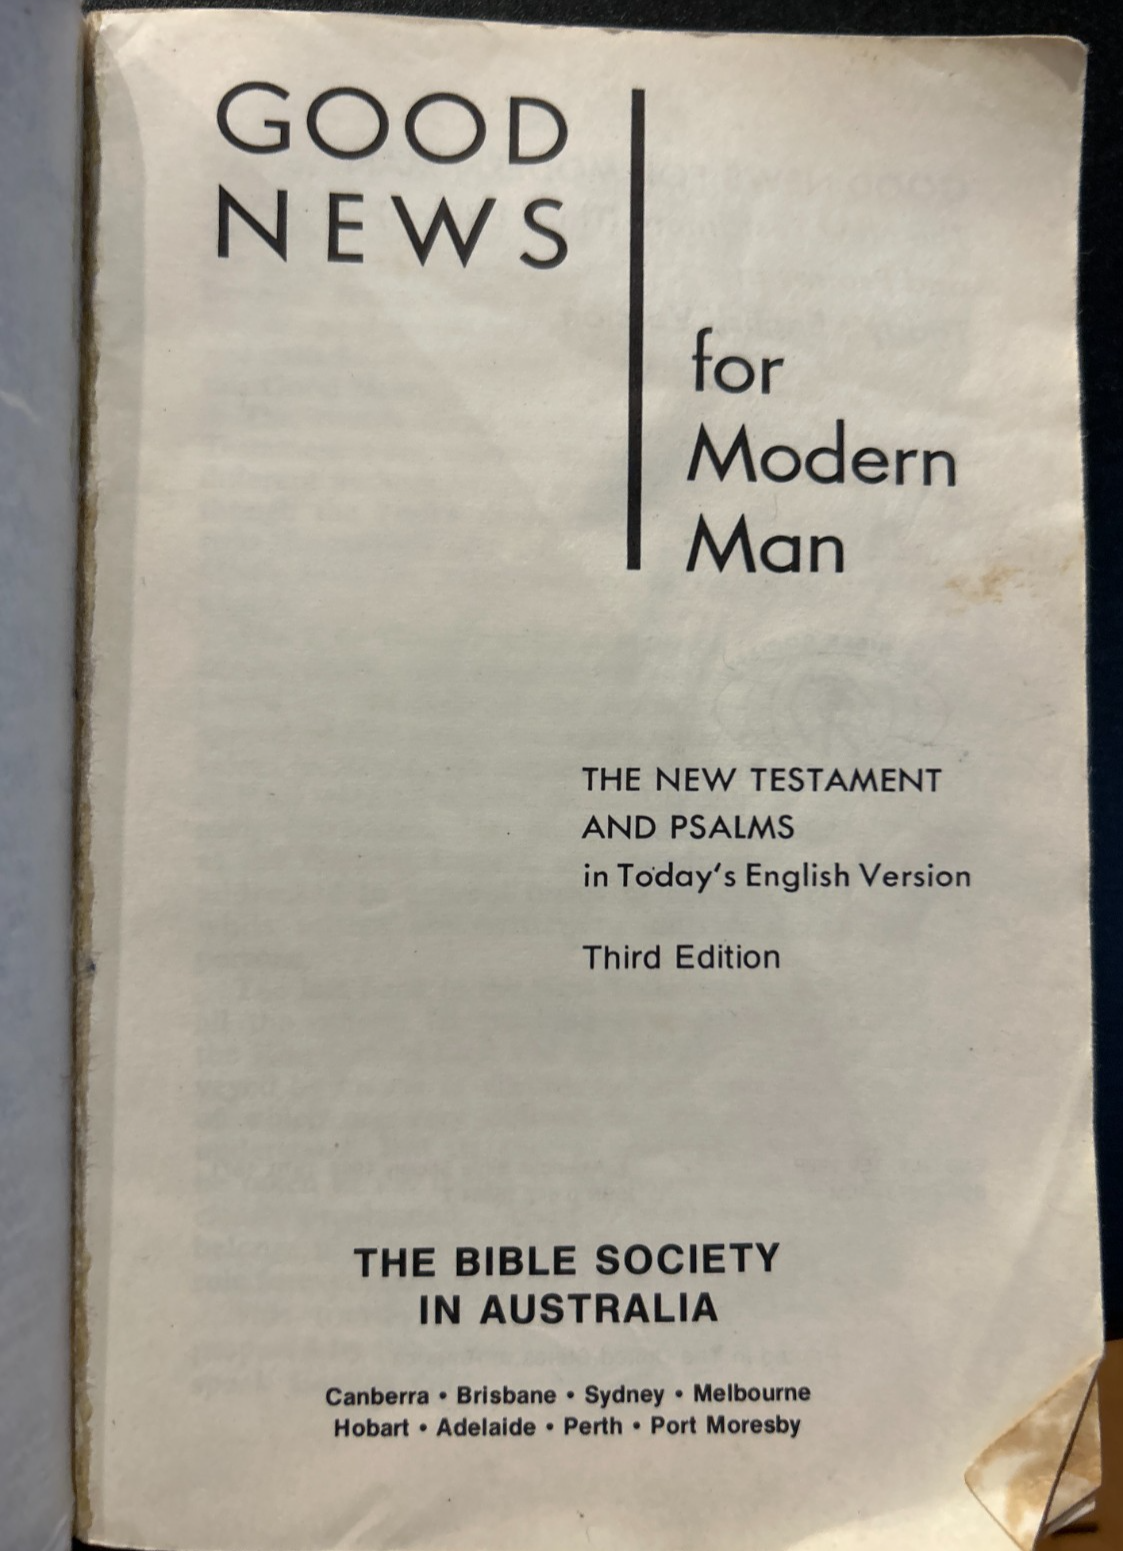 GOOD
NEWS
for
Modern
Man
THE NEW TESTAMENT
AND PSALMS
in Today's English Version
Third Edition
THE BIBLE SOCIETY
IN AUSTRALIA
Canberra • Brisbane • Sydney • Melbourne
Hobart • Adelaide • Perth • Port Moresby